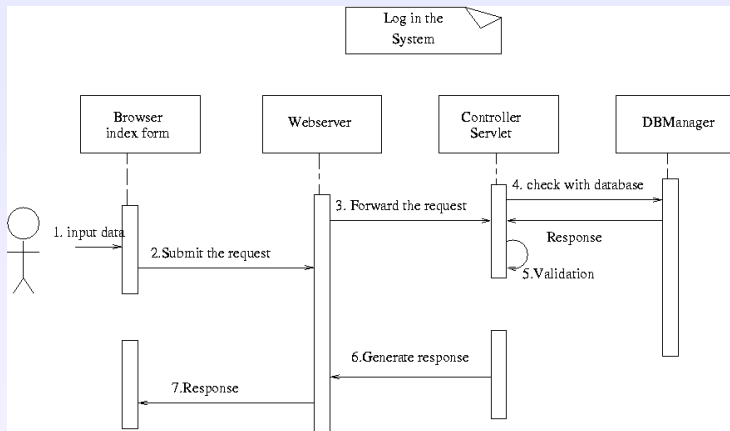 Log in the
System
Browser
index form
Webserver
Controller
Servlet
DBManager
4. check with database
3. Forward the request
1. input data
Response
2.Submit the request
5.Validation
6.Generate response
7.Response